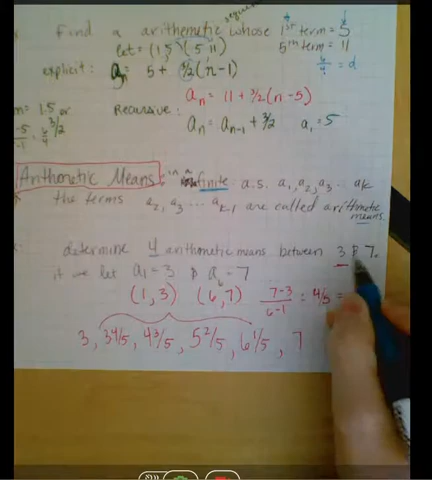 sequence
Find a arithmetic whose 1st term = 5
let = (1,5) (5,11) 5th term = 11
explicit: an = 5 + 3/2(n-1) 6/4 = d
an = 11 + 3/2(n-5)
m = 1.5 or
Recursive: an = an-1 + 3/2 a1 = 5
Arithmetic Means: in a finite a.s. a1, a2, a3 ... ak
the terms a2, a3 ... ak-1 are called arithmetic
means.
determine 4 arithmetic means between 3 & 7.
if we let a1 = 3 & a6 = 7
(1,3) (6,7) 7-3/6-1 = 4/5 =
3, 3 4/5, 4 3/5, 5 2/5, 6 1/5, 7